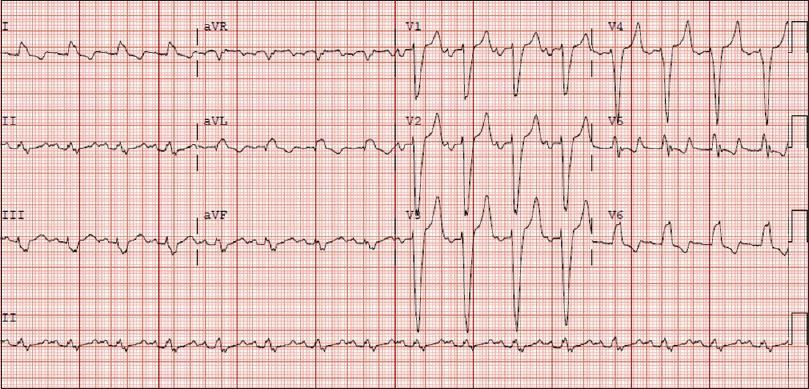 I aVR V1 V4
II aVL V2 V5
III aVF V3 V6
II